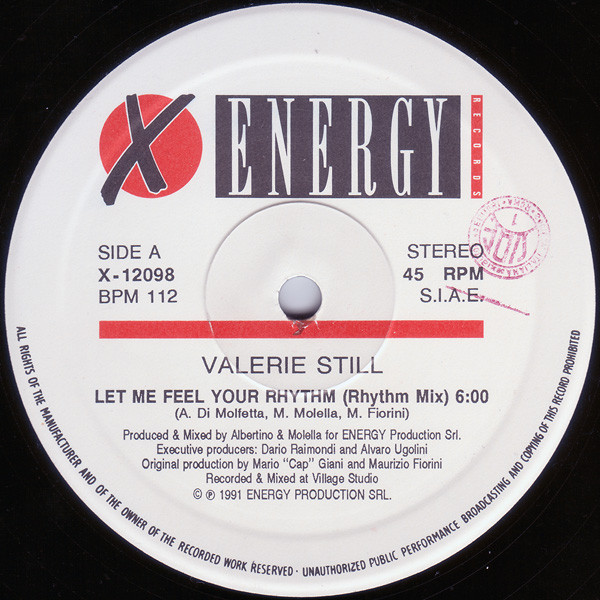 X ENERGY
RECORDS
SIDE A
X-12098
BPM 112
STEREO
45 RPM
S.I.A.E.
VALERIE STILL
LET ME FEEL YOUR RHYTHM (Rhythm Mix) 6:00
(A. Di Molfetta, M. Molella, M. Fiorini)
Produced & Mixed by Albertino & Molella for ENERGY Production Srl.
Executive producers: Dario Raimondi and Alvaro Ugolini
Original production by Mario "Cap" Giani and Maurizio Fiorini
Recorded & Mixed at Village Studio
© ℗ 1991 ENERGY PRODUCTION SRL.
ALL RIGHTS OF THE MANUFACTURER AND OF THE OWNER OF THE RECORDED WORK RESERVED · UNAUTHORIZED PUBLIC PERFORMANCE BROADCASTING AND COPYING OF THIS RECORD PROHIBITED